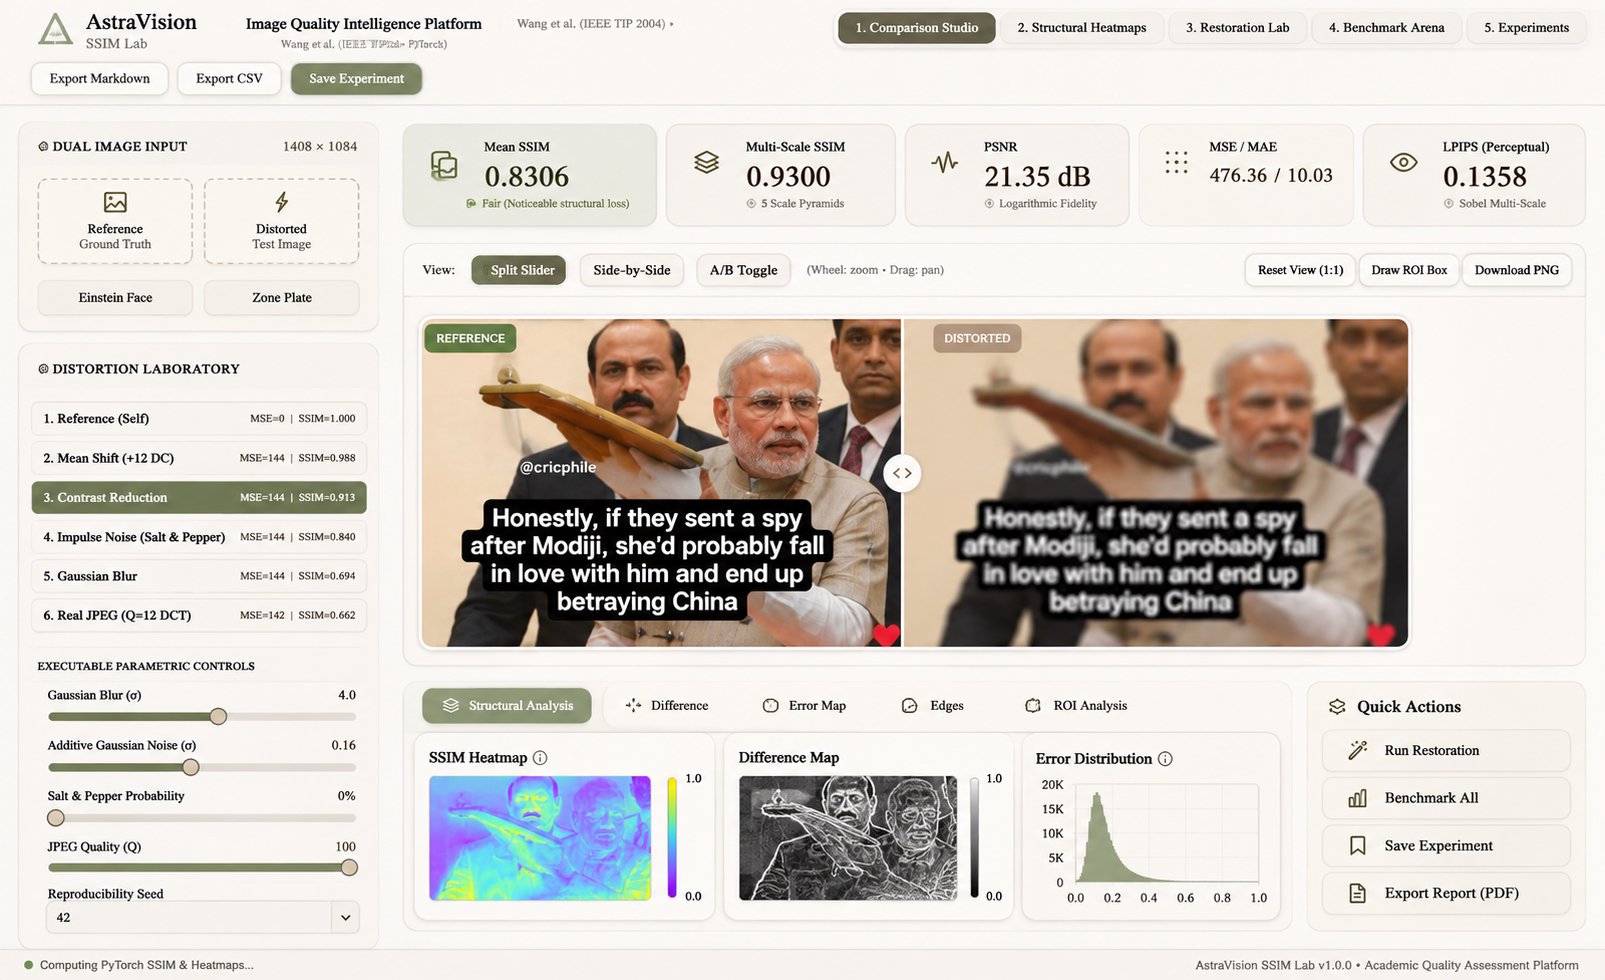 AstraVision
SSIM Lab
Image Quality Intelligence Platform
Wang et al. (IEEE PyTorch)
Wang et al. (IEEE TIP 2004) •
1. Comparison Studio
2. Structural Heatmaps
3. Restoration Lab
4. Benchmark Arena
5. Experiments
Export Markdown
Export CSV
Save Experiment
DUAL IMAGE INPUT
1408 × 1084
Reference
Ground Truth
Distorted
Test Image
Einstein Face
Zone Plate
DISTORTION LABORATORY
1. Reference (Self) MSE=0 | SSIM=1.000
2. Mean Shift (+12 DC) MSE=144 | SSIM=0.988
3. Contrast Reduction MSE=144 | SSIM=0.913
4. Impulse Noise (Salt & Pepper) MSE=144 | SSIM=0.840
5. Gaussian Blur MSE=144 | SSIM=0.694
6. Real JPEG (Q=12 DCT) MSE=142 | SSIM=0.662
EXECUTABLE PARAMETRIC CONTROLS
Gaussian Blur (σ) 4.0
Additive Gaussian Noise (σ) 0.16
Salt & Pepper Probability 0%
JPEG Quality (Q) 100
Reproducibility Seed
42
Mean SSIM
0.8306
Fair (Noticeable structural loss)
Multi-Scale SSIM
0.9300
5 Scale Pyramids
PSNR
21.35 dB
Logarithmic Fidelity
MSE / MAE
476.36 / 10.03
LPIPS (Perceptual)
0.1358
Sobel Multi-Scale
View:
Split Slider
Side-by-Side
A/B Toggle
(Wheel: zoom • Drag: pan)
Reset View (1:1)
Draw ROI Box
Download PNG
REFERENCE
@cricphile
Honestly, if they sent a spy
after Modiji, she'd probably fall
in love with him and end up
betraying China
DISTORTED
@cricphile
Honestly, if they sent a spy
after Modiji, she'd probably fall
in love with him and end up
betraying China
Structural Analysis
Difference
Error Map
Edges
ROI Analysis
SSIM Heatmap
1.0
0.0
Difference Map
1.0
0.0
Error Distribution
20K
15K
10K
5K
0
0.0 0.2 0.4 0.6 0.8 1.0
Quick Actions
Run Restoration
Benchmark All
Save Experiment
Export Report (PDF)
Computing PyTorch SSIM & Heatmaps...
AstraVision SSIM Lab v1.0.0 • Academic Quality Assessment Platform